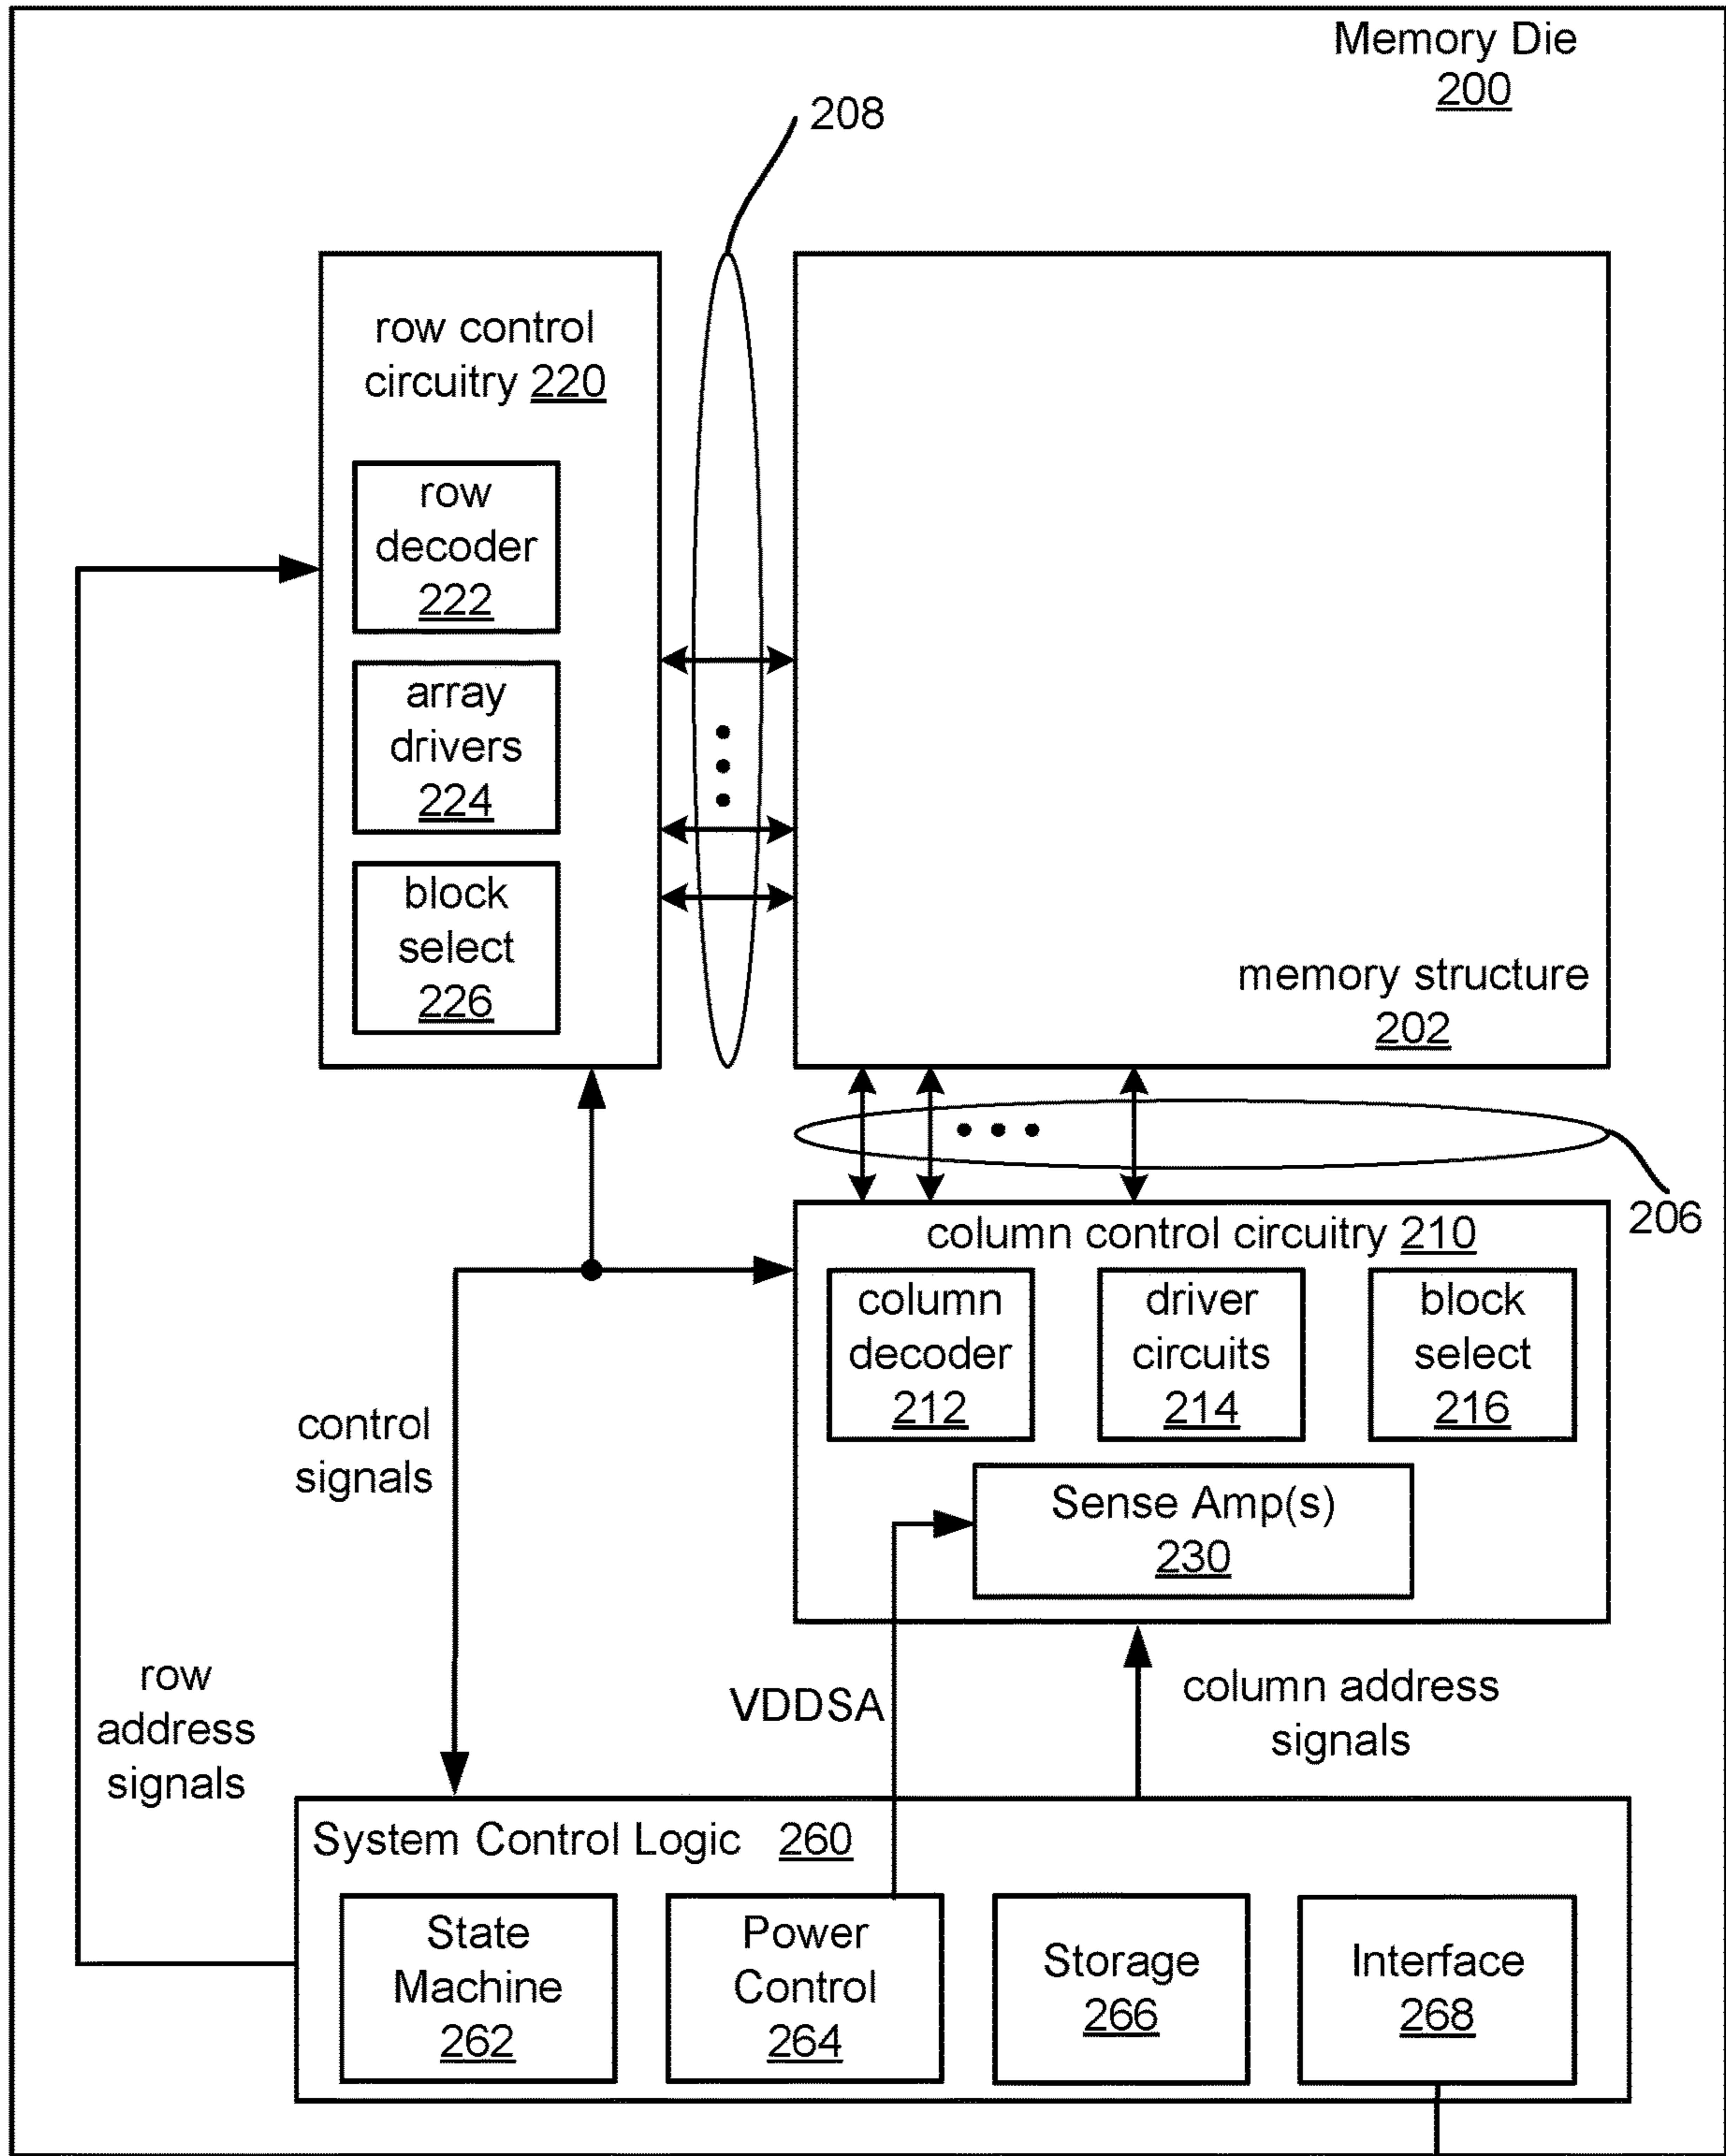 Memory Die
200
208
row control
circuitry 220
row
decoder
222
array
drivers
224
block
select
226
memory structure
202
206
column control circuitry 210
column
decoder
212
driver
circuits
214
block
select
216
Sense Amp(s)
230
control
signals
row
address
signals
VDDSA
column address
signals
System Control Logic 260
State
Machine
262
Power
Control
264
Storage
266
Interface
268